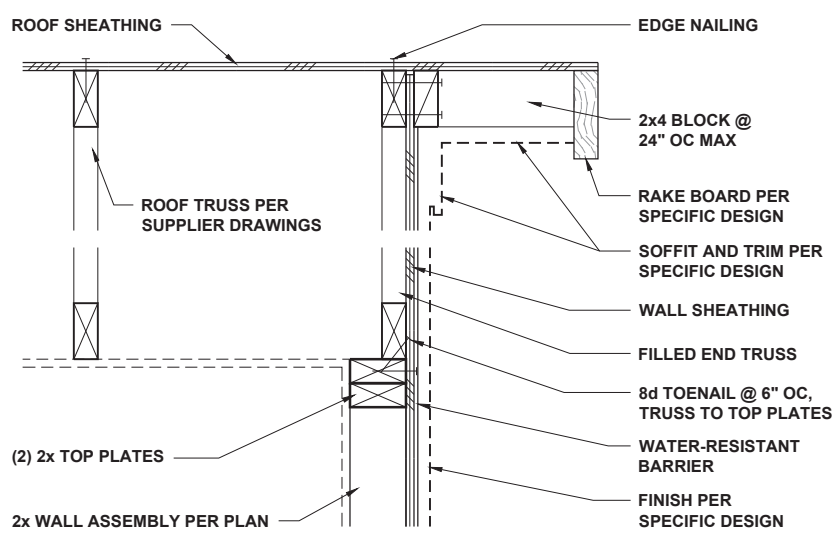 ROOF SHEATHING
EDGE NAILING
2x4 BLOCK @
24" OC MAX
ROOF TRUSS PER
SUPPLIER DRAWINGS
RAKE BOARD PER
SPECIFIC DESIGN
SOFFIT AND TRIM PER
SPECIFIC DESIGN
WALL SHEATHING
FILLED END TRUSS
8d TOENAIL @ 6" OC,
TRUSS TO TOP PLATES
(2) 2x TOP PLATES
WATER-RESISTANT
BARRIER
2x WALL ASSEMBLY PER PLAN
FINISH PER
SPECIFIC DESIGN